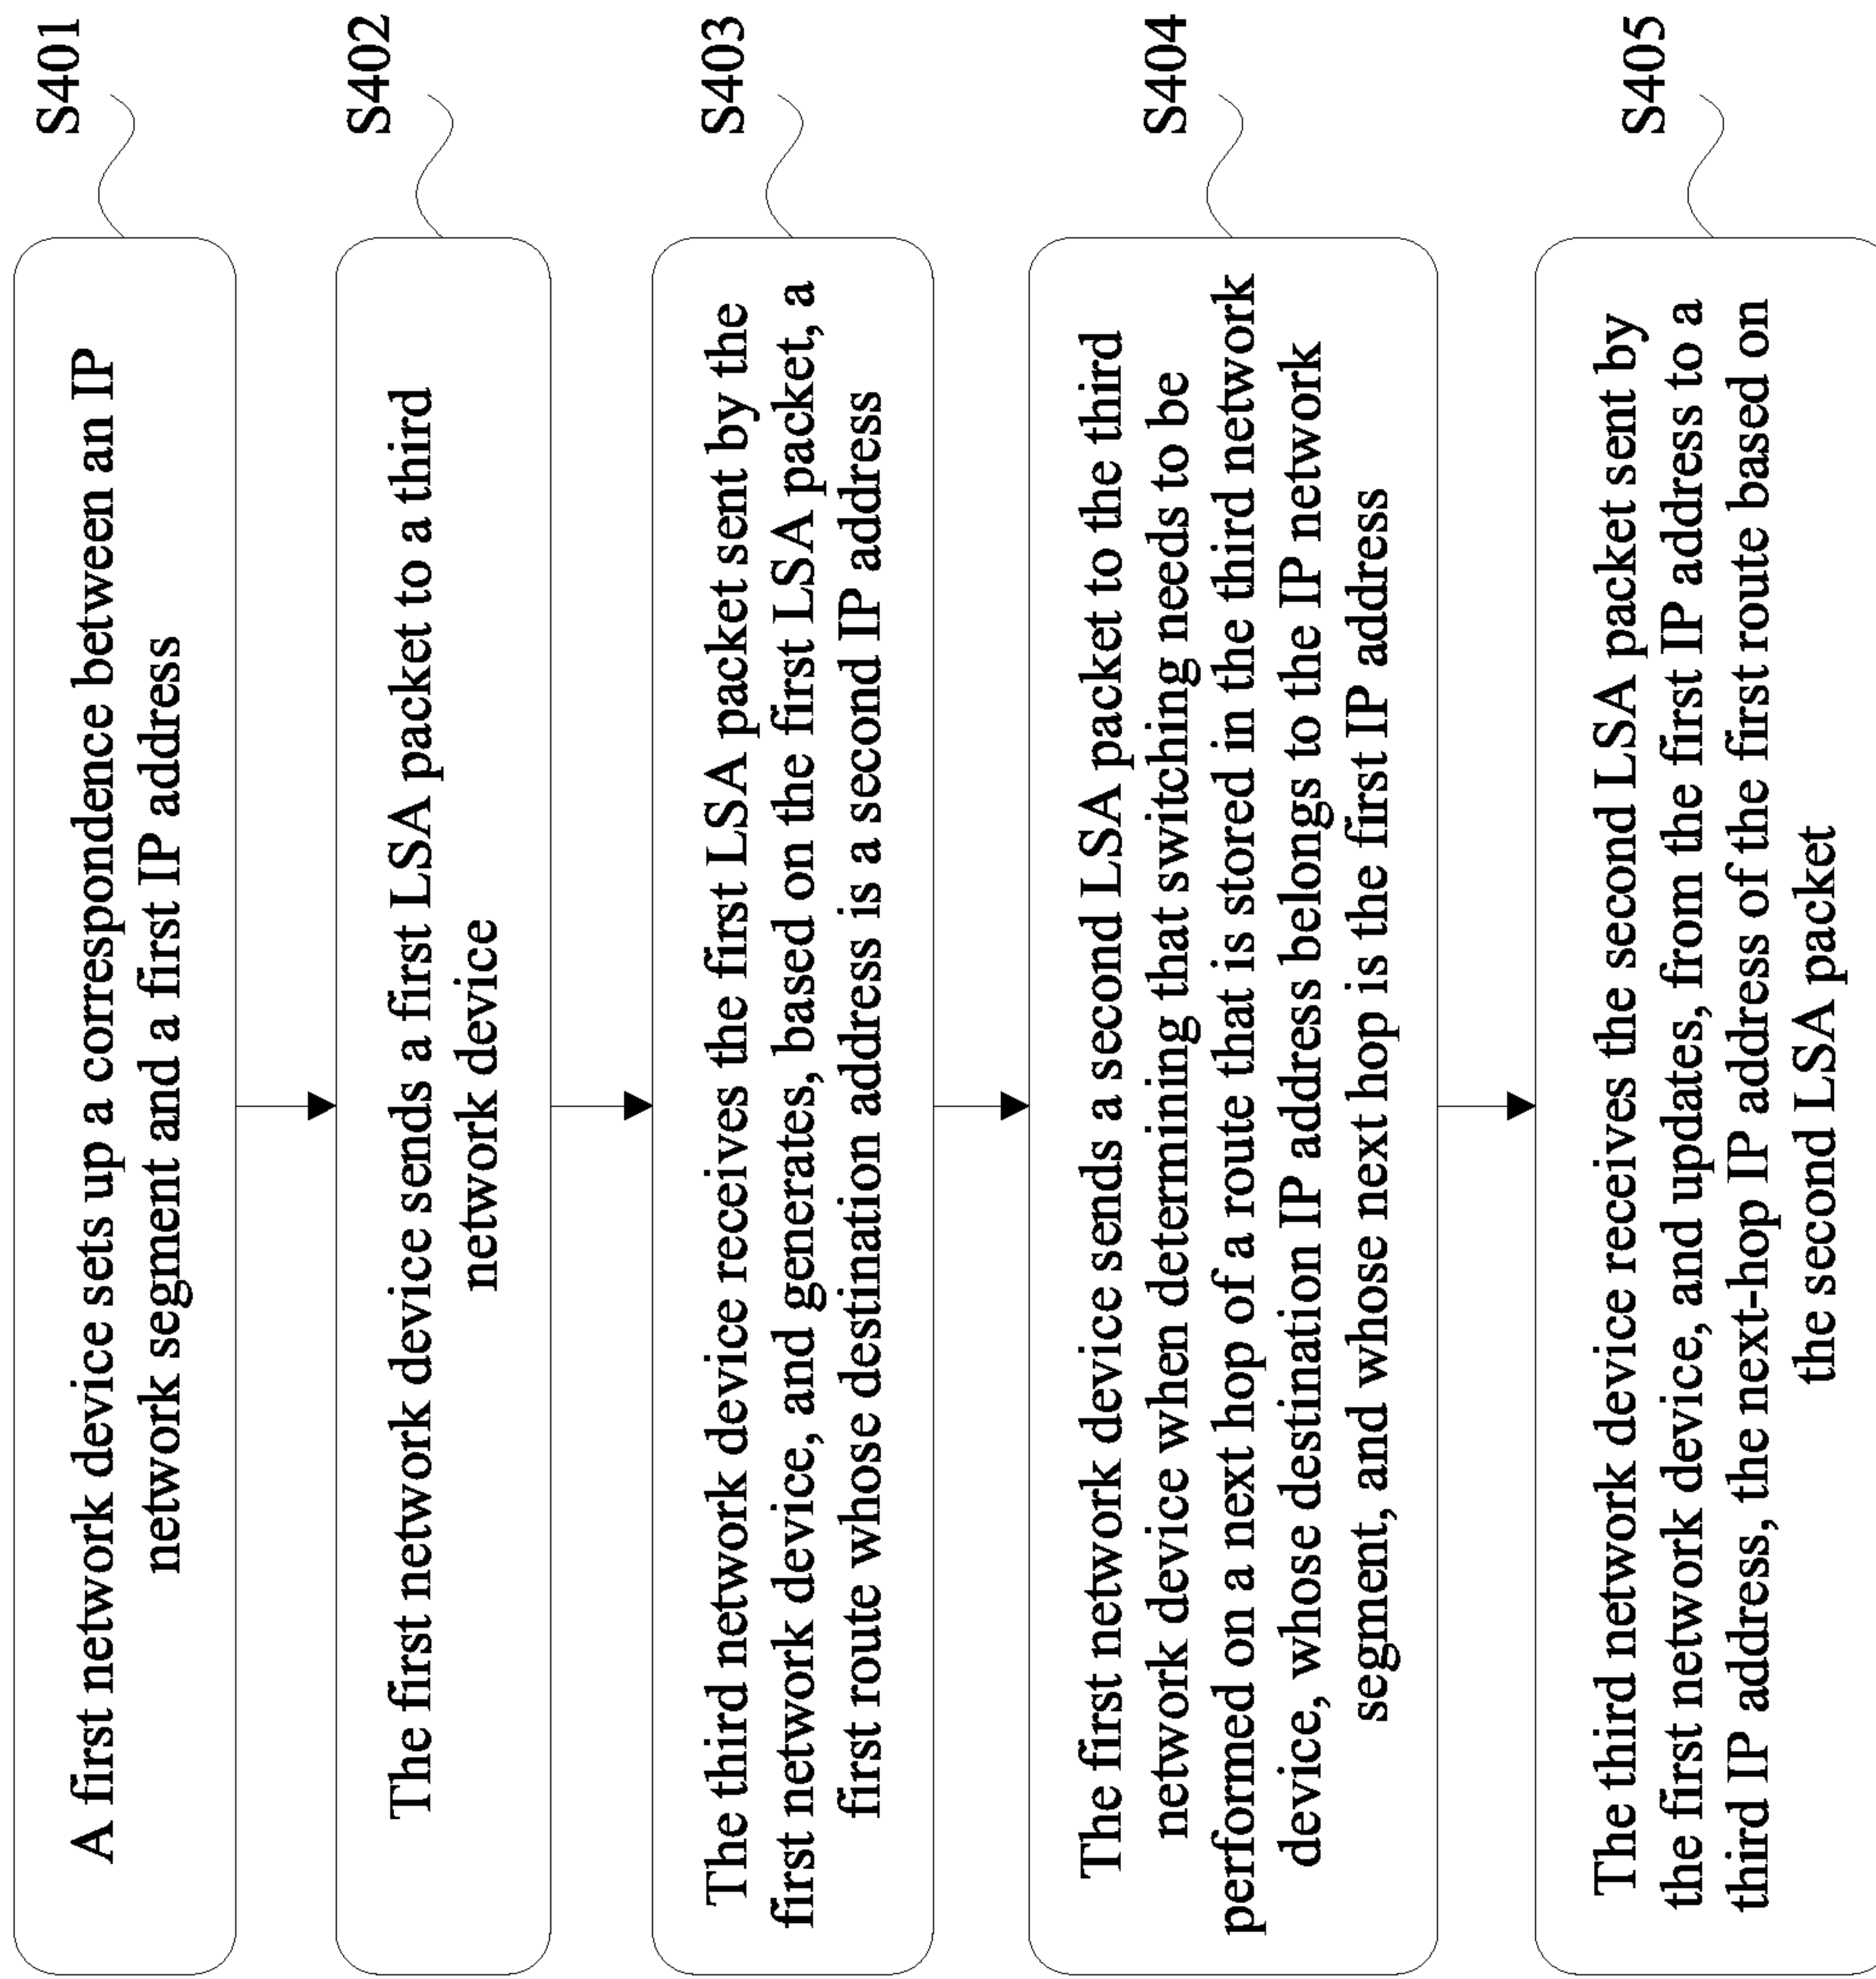 S401
A first network device sets up a correspondence between an IP
network segment and a first IP address
S402
The first network device sends a first LSA packet to a third
network device
S403
The third network device receives the first LSA packet sent by the
first network device, and generates, based on the first LSA packet, a
first route whose destination address is a second IP address
S404
The first network device sends a second LSA packet to the third
network device when determining that switching needs to be
performed on a next hop of a route that is stored in the third network
device, whose destination IP address belongs to the IP network
segment, and whose next hop is the first IP address
S405
The third network device receives the second LSA packet sent by
the first network device, and updates, from the first IP address to a
third IP address, the next-hop IP address of the first route based on
the second LSA packet